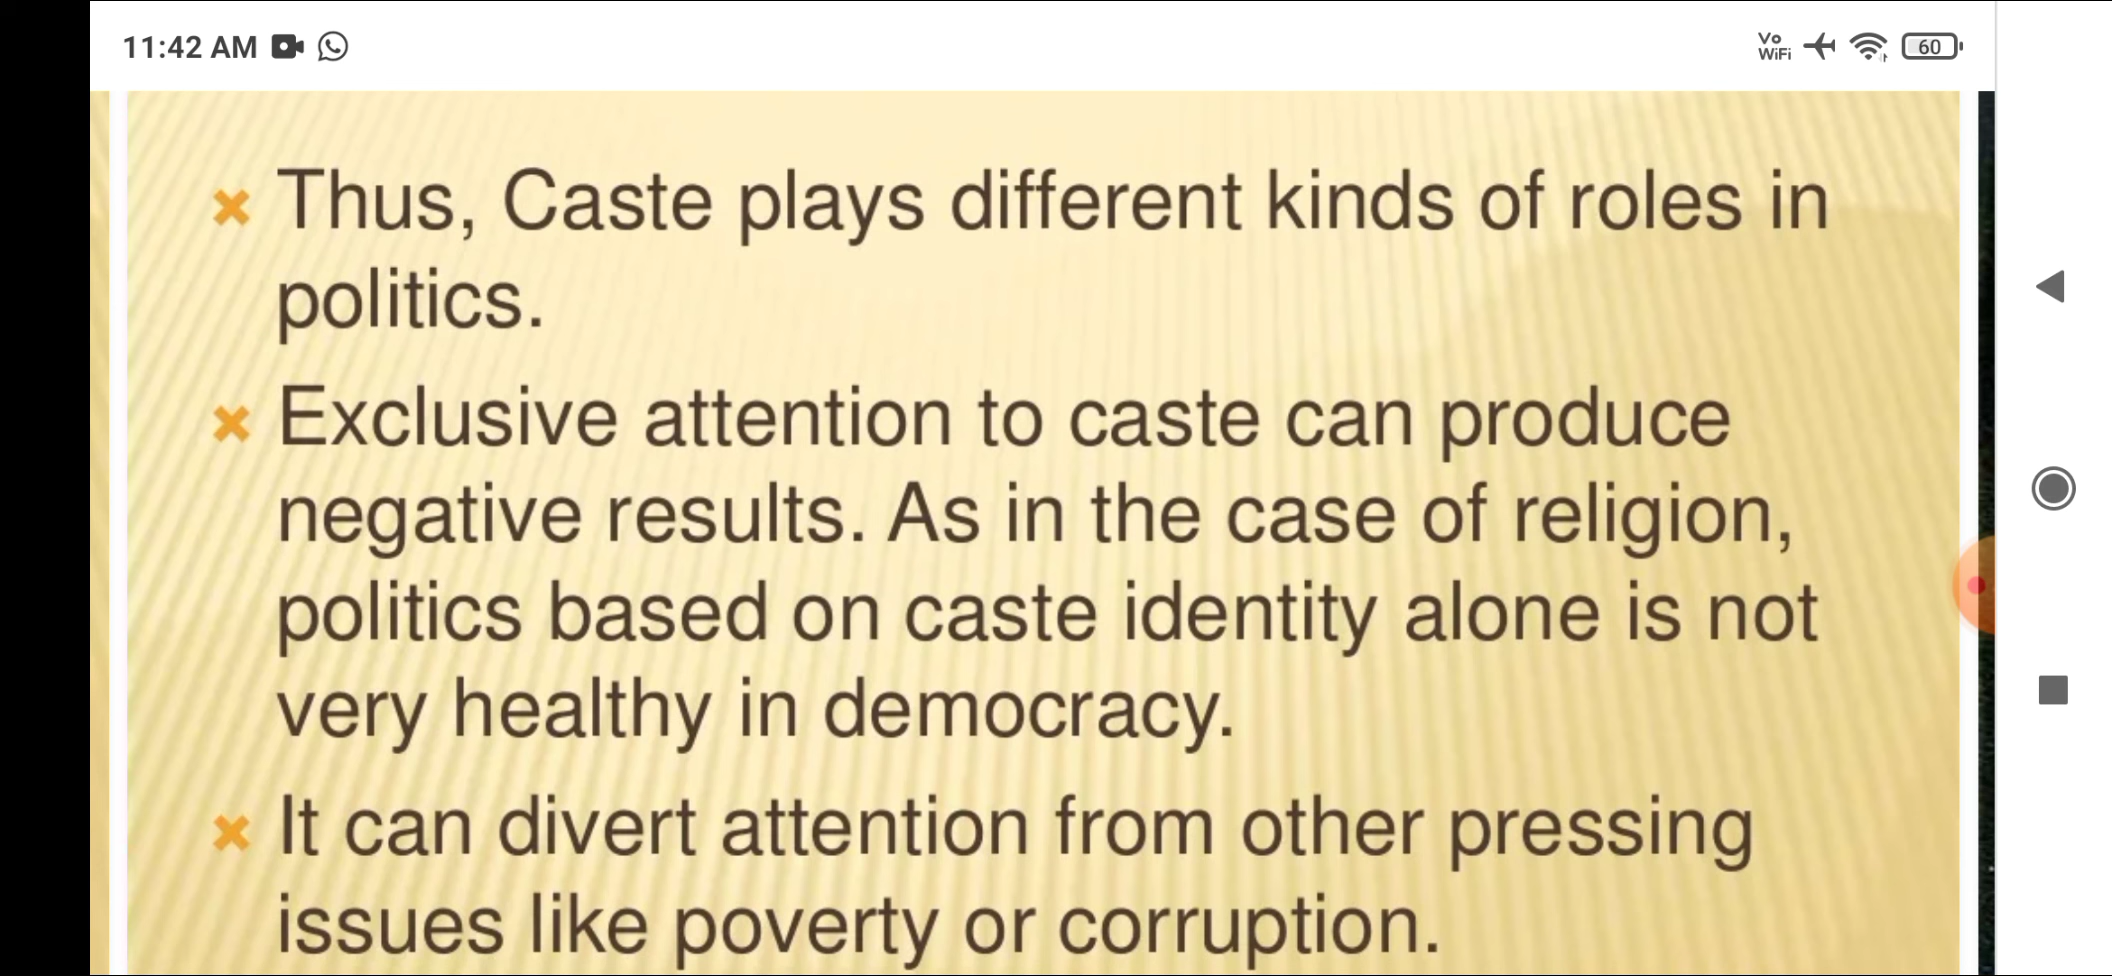 11:42 AM
Vo
WiFi
60
Thus, Caste plays different kinds of roles in
politics.
Exclusive attention to caste can produce
negative results. As in the case of religion,
politics based on caste identity alone is not
very healthy in democracy.
It can divert attention from other pressing
issues like poverty or corruption.